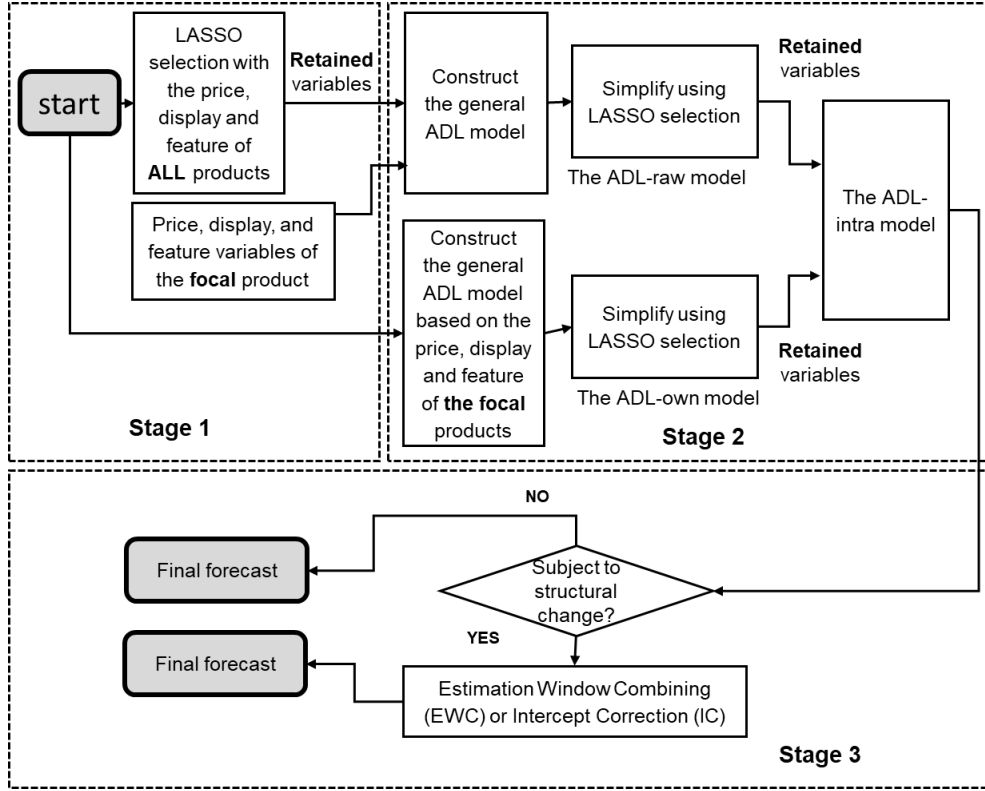 start
LASSO
selection with
the price,
display and
feature of
ALL products
Retained
variables
Price, display, and
feature variables of
the focal product
Stage 1
Construct
the general
ADL model
Simplify using
LASSO selection
The ADL-raw model
Retained
variables
Construct
the general
ADL model
based on the
price, display
and feature
of the focal
products
Simplify using
LASSO selection
The ADL-own model
Retained
variables
The ADL-
intra model
Stage 2
NO
Final forecast
Subject to
structural
change?
YES
Final forecast
Estimation Window Combining
(EWC) or Intercept Correction (IC)
Stage 3